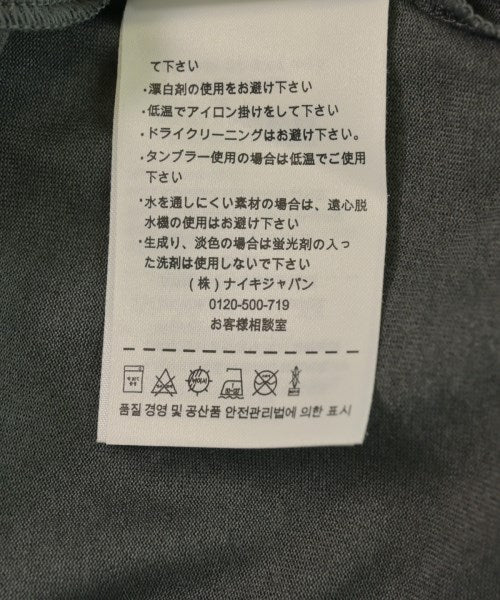 て下さい
・漂白剤の使用をお避け下さい
・低温でアイロン掛けをして下さい
・ドライクリーニングはお避け下さい。
・タンブラー使用の場合は低温でご使用
下さい
・水を通しにくい素材の場合は、遠心脱
水機の使用はお避け下さい
・生成り、淡色の場合は蛍光剤の入っ
た洗剤は使用しないで下さい
(株)ナイキジャパン
0120-500-719
お客様相談室
품질 경영 및 공산품 안전관리법에 의한 표시